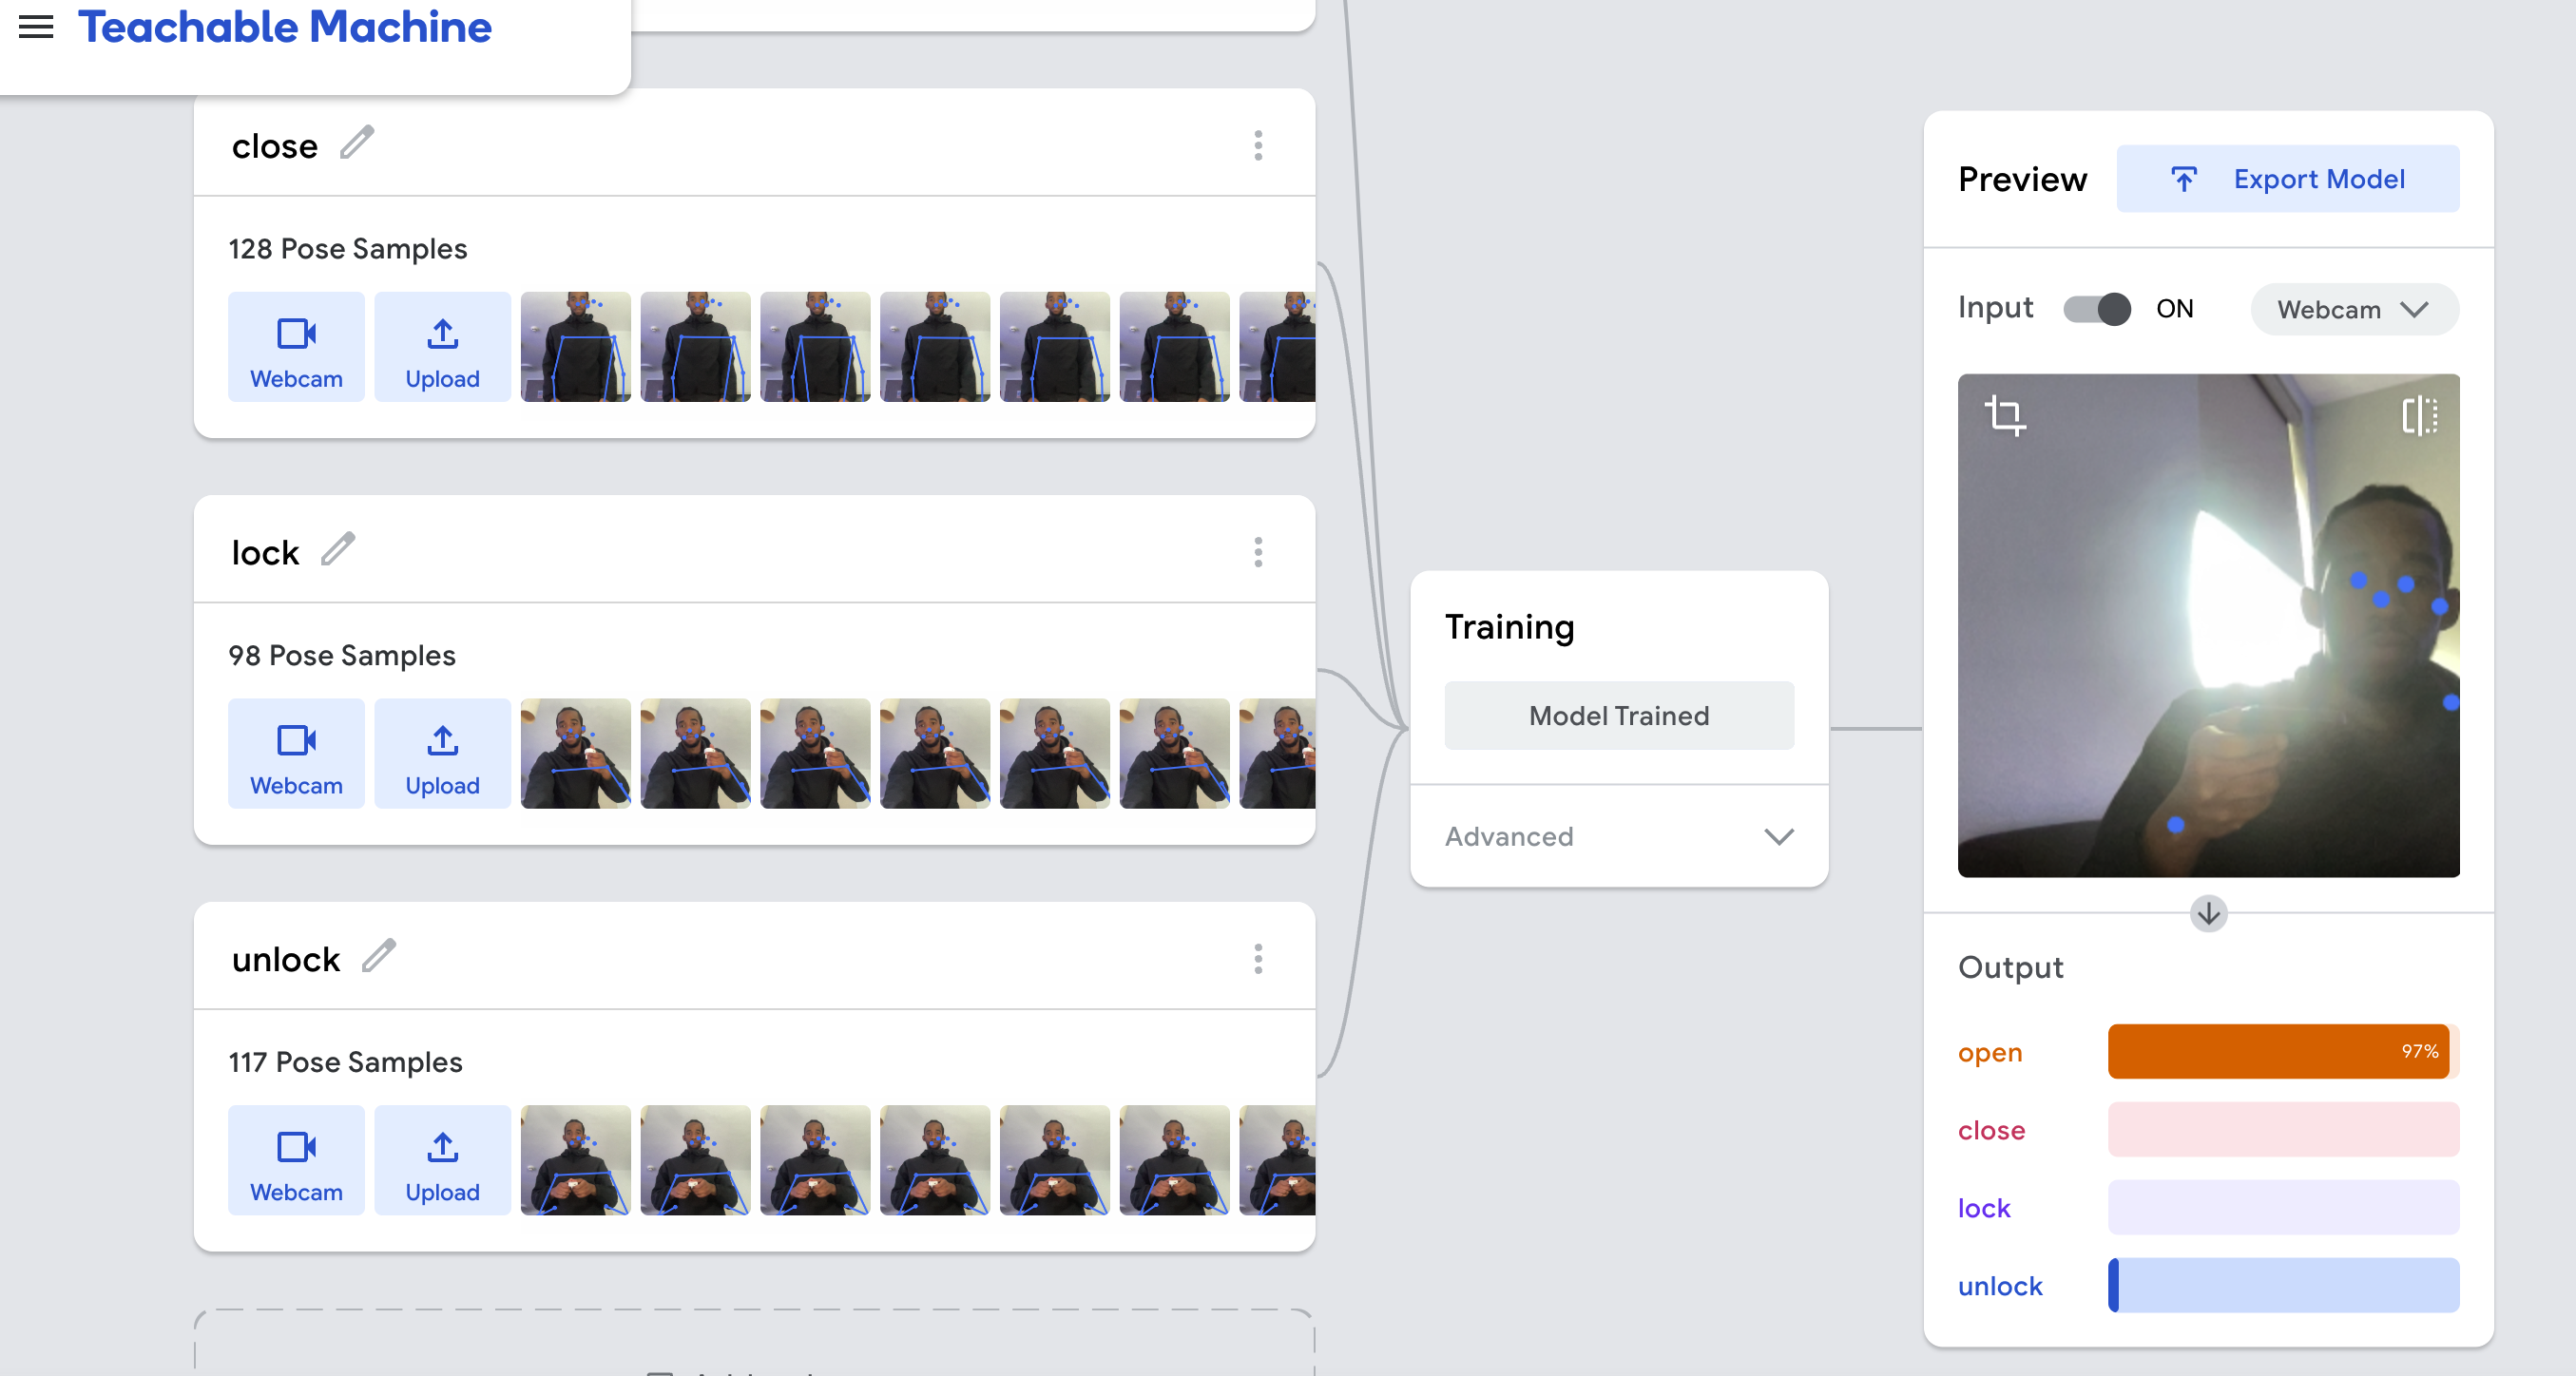 Teachable Machine
close
128 Pose Samples
Webcam
Upload
lock
98 Pose Samples
Webcam
Upload
unlock
117 Pose Samples
Webcam
Upload
Training
Model Trained
Advanced
Preview
Export Model
Input
ON
Webcam
Output
open
97%
close
lock
unlock